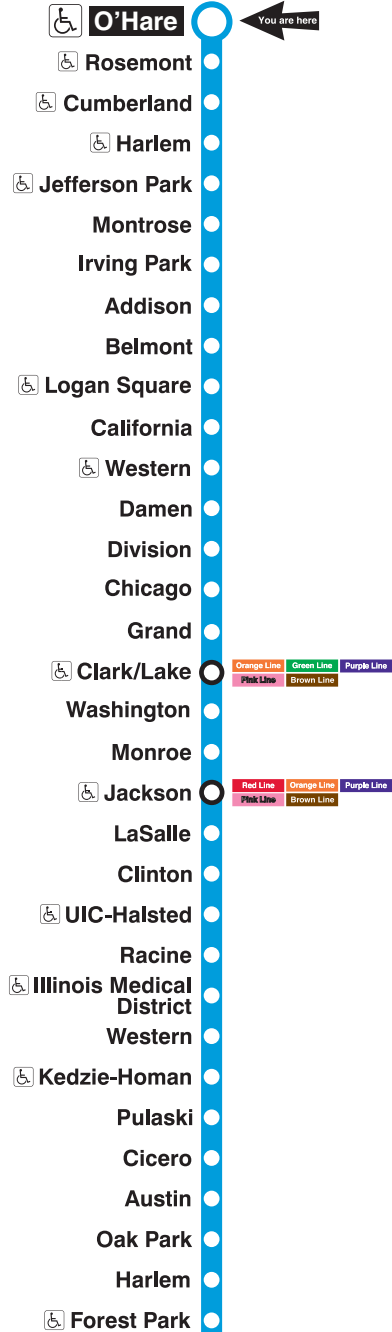 O'Hare
You are here
Rosemont
Cumberland
Harlem
Jefferson Park
Montrose
Irving Park
Addison
Belmont
Logan Square
California
Western
Damen
Division
Chicago
Grand
Clark/Lake
Orange Line Green Line Purple Line
Pink Line Brown Line
Washington
Monroe
Jackson
Red Line Orange Line Purple Line
Pink Line Brown Line
LaSalle
Clinton
UIC-Halsted
Racine
Illinois Medical
District
Western
Kedzie-Homan
Pulaski
Cicero
Austin
Oak Park
Harlem
Forest Park